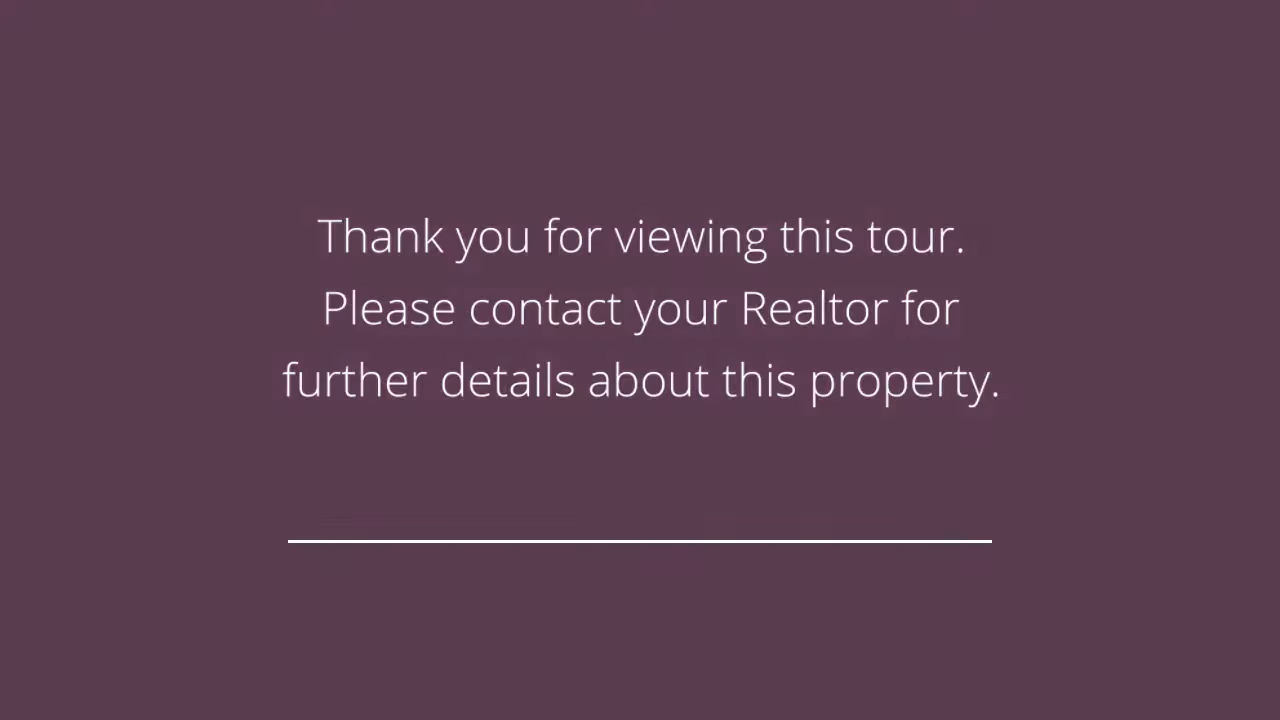 Thank you for viewing this tour.
Please contact your Realtor for
further details about this property.